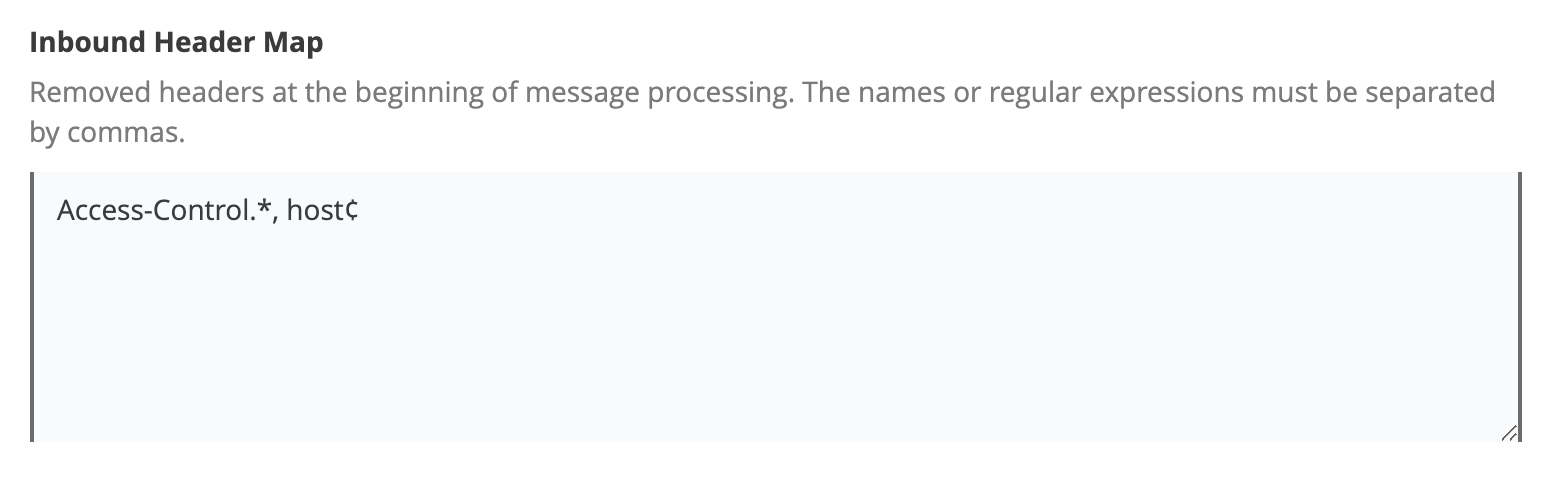 Inbound Header Map
Removed headers at the beginning of message processing. The names or regular expressions must be separated
by commas.
Access-Control.*, host¢